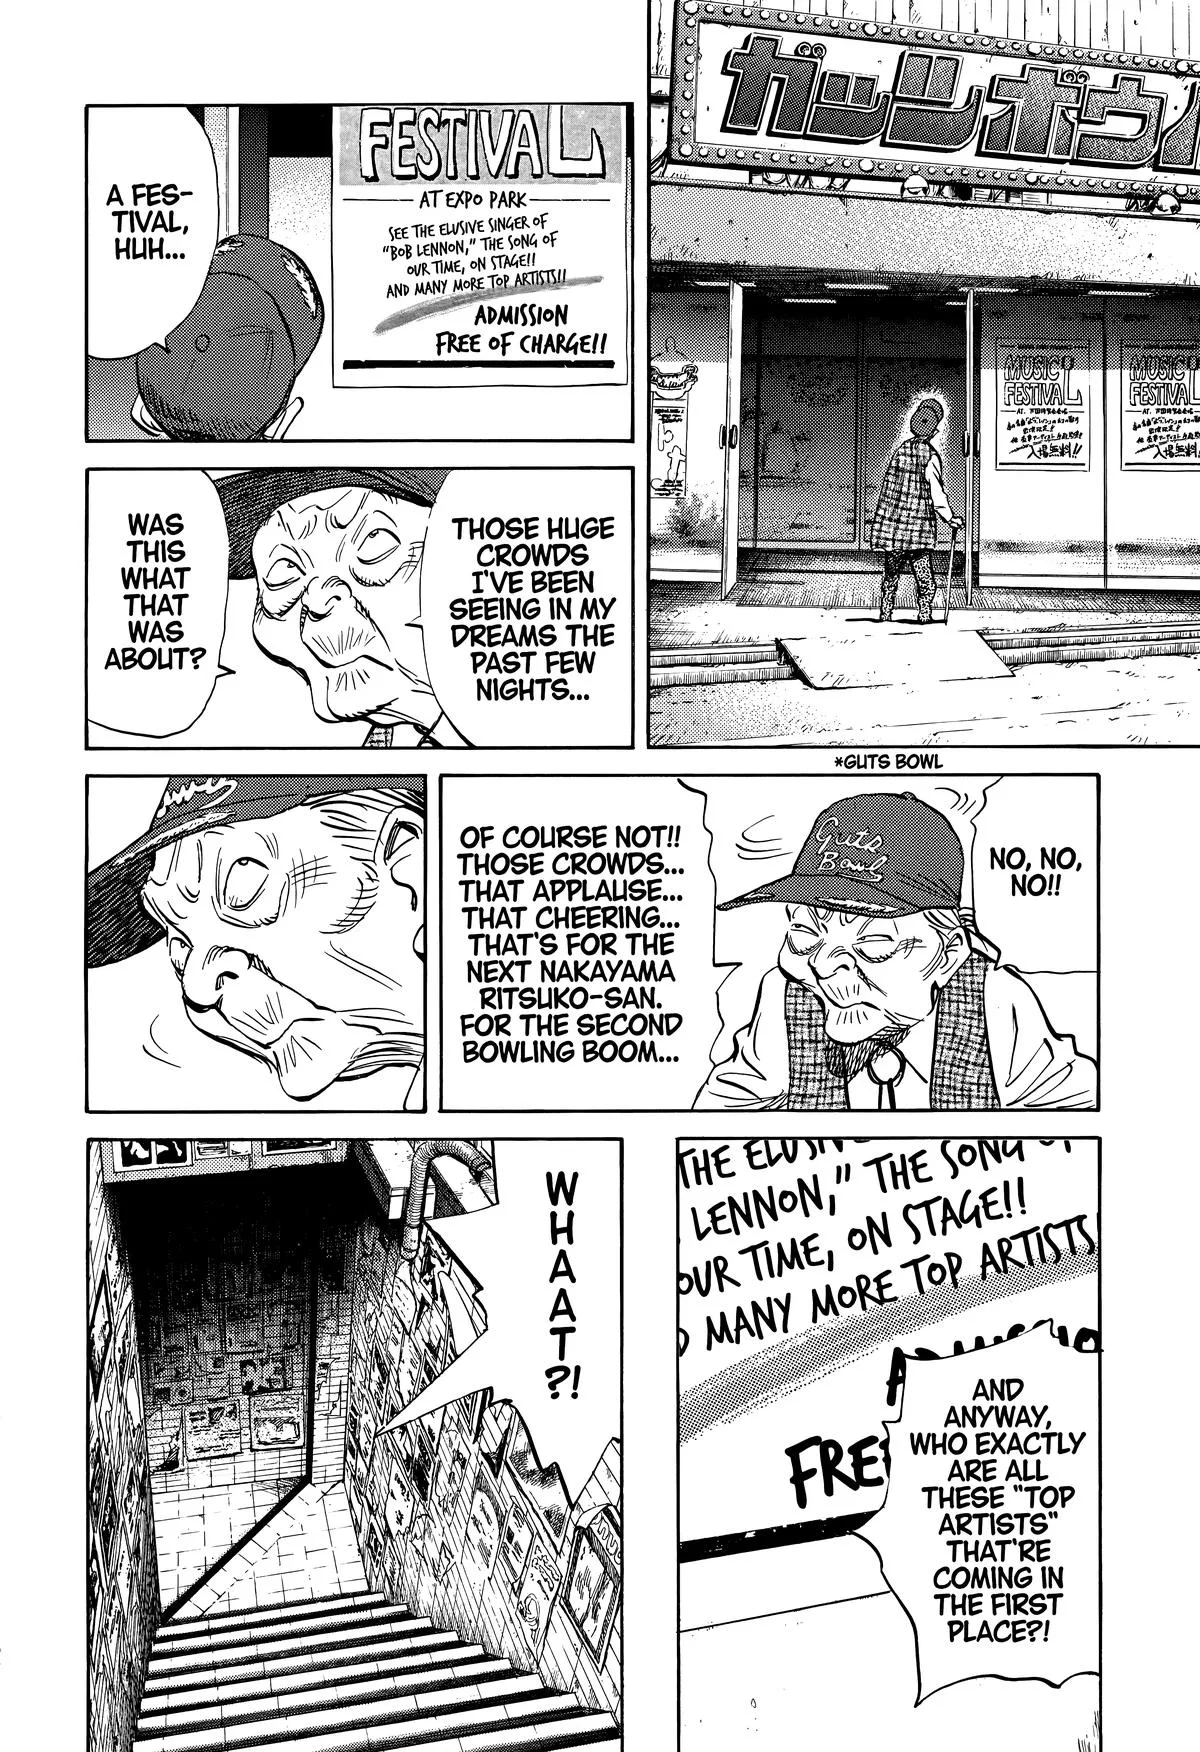 ガッツボウル
MUSIC
FESTIVAL
入場無料!!
MUSIC
FESTIVAL
入場無料!!
*GUTS BOWL
FESTIVAL
AT EXPO PARK
SEE THE ELUSIVE SINGER OF
"BOB LENNON," THE SONG OF
OUR TIME, ON STAGE!!
AND MANY MORE TOP ARTISTS!!
ADMISSION
FREE OF CHARGE!!
A FES-
TIVAL,
HUH...
THOSE HUGE
CROWDS
I'VE BEEN
SEEING IN MY
DREAMS THE
PAST FEW
NIGHTS...
WAS
THIS
WHAT
THAT
WAS
ABOUT?
NO, NO,
NO!!
Guts
Bowl
OF COURSE NOT!!
THOSE CROWDS...
THAT APPLAUSE...
THAT CHEERING...
THAT'S FOR THE
NEXT NAKAYAMA
RITSUKO-SAN.
FOR THE SECOND
BOWLING BOOM...
THE ELUSIV
LENNON," THE SONG OF
OUR TIME, ON STAGE!!
D MANY MORE TOP ARTISTS
ADMISSIO
FREE
AND
ANYWAY,
WHO EXACTLY
ARE ALL
THESE "TOP
ARTISTS"
THAT'RE
COMING IN
THE FIRST
PLACE?!
WHAAT?!